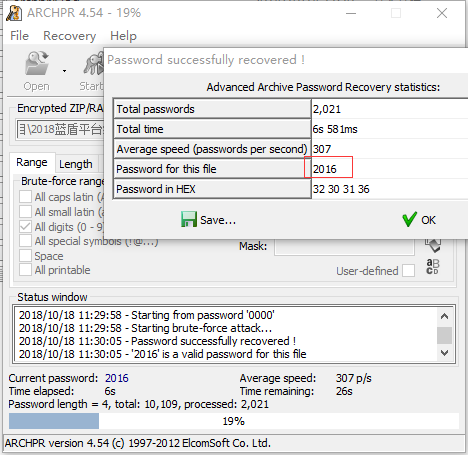 ARCHPR 4.54 - 19%
File Recovery Help
Open Start
Encrypted ZIP/RA
\2018蓝盾平台
Range Length
Brute-force range
All caps latin (A
All small latin (a
All digits (0 - 9)
All special symbols (!@...)
Space
All printable
Mask:
User-defined
Password successfully recovered !
Advanced Archive Password Recovery statistics:
Total passwords 2,021
Total time 6s 581ms
Average speed (passwords per second) 307
Password for this file 2016
Password in HEX 32 30 31 36
Save... OK
Status window
2018/10/18 11:29:58 - Starting from password '0000'
2018/10/18 11:29:58 - Starting brute-force attack...
2018/10/18 11:30:05 - Password successfully recovered !
2018/10/18 11:30:05 - '2016' is a valid password for this file
Current password: 2016 Average speed: 307 p/s
Time elapsed: 6s Time remaining: 26s
Password length = 4, total: 10,109, processed: 2,021
19%
ARCHPR version 4.54 (c) 1997-2012 ElcomSoft Co. Ltd.